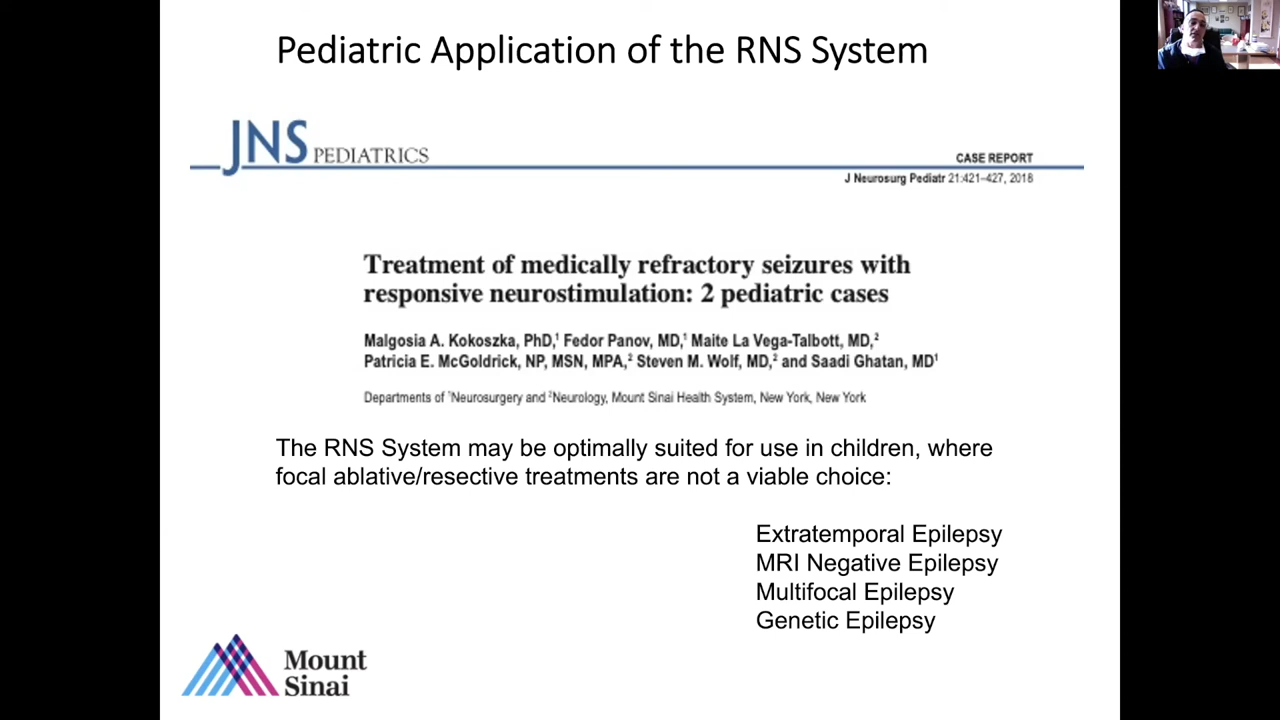 Pediatric Application of the RNS System
JNS PEDIATRICS
CASE REPORT
J Neurosurg Pediatr 21:421–427, 2018
Treatment of medically refractory seizures with
responsive neurostimulation: 2 pediatric cases
Malgosia A. Kokoszka, PhD,¹ Fedor Panov, MD,¹ Maite La Vega-Talbott, MD,²
Patricia E. McGoldrick, NP, MSN, MPA,² Steven M. Wolf, MD,² and Saadi Ghatan, MD¹
Departments of ¹Neurosurgery and ²Neurology, Mount Sinai Health System, New York, New York
The RNS System may be optimally suited for use in children, where
focal ablative/resective treatments are not a viable choice:
Extratemporal Epilepsy
MRI Negative Epilepsy
Multifocal Epilepsy
Genetic Epilepsy
Mount
Sinai